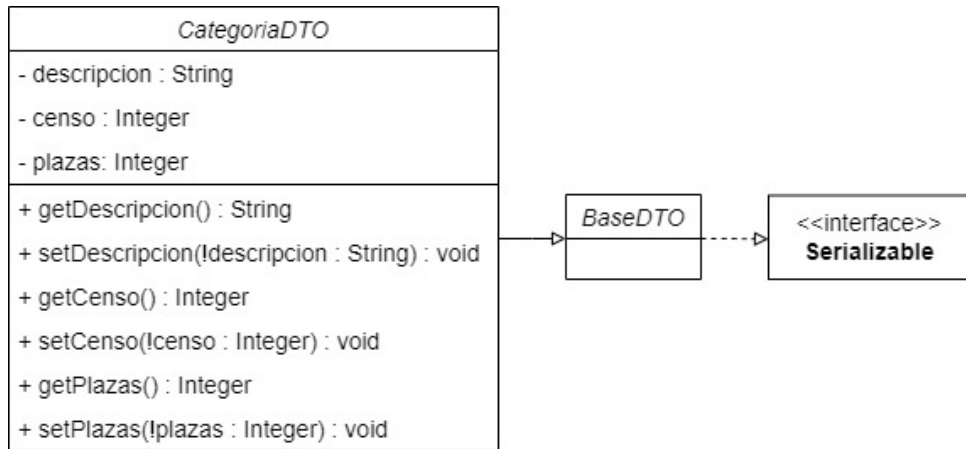 CategoriaDTO
- descripcion : String
- censo : Integer
- plazas: Integer
+ getDescripcion() : String
+ setDescripcion(!descripcion : String) : void
+ getCenso() : Integer
+ setCenso(!censo : Integer) : void
+ getPlazas() : Integer
+ setPlazas(!plazas : Integer) : void
BaseDTO
<<interface>>
Serializable